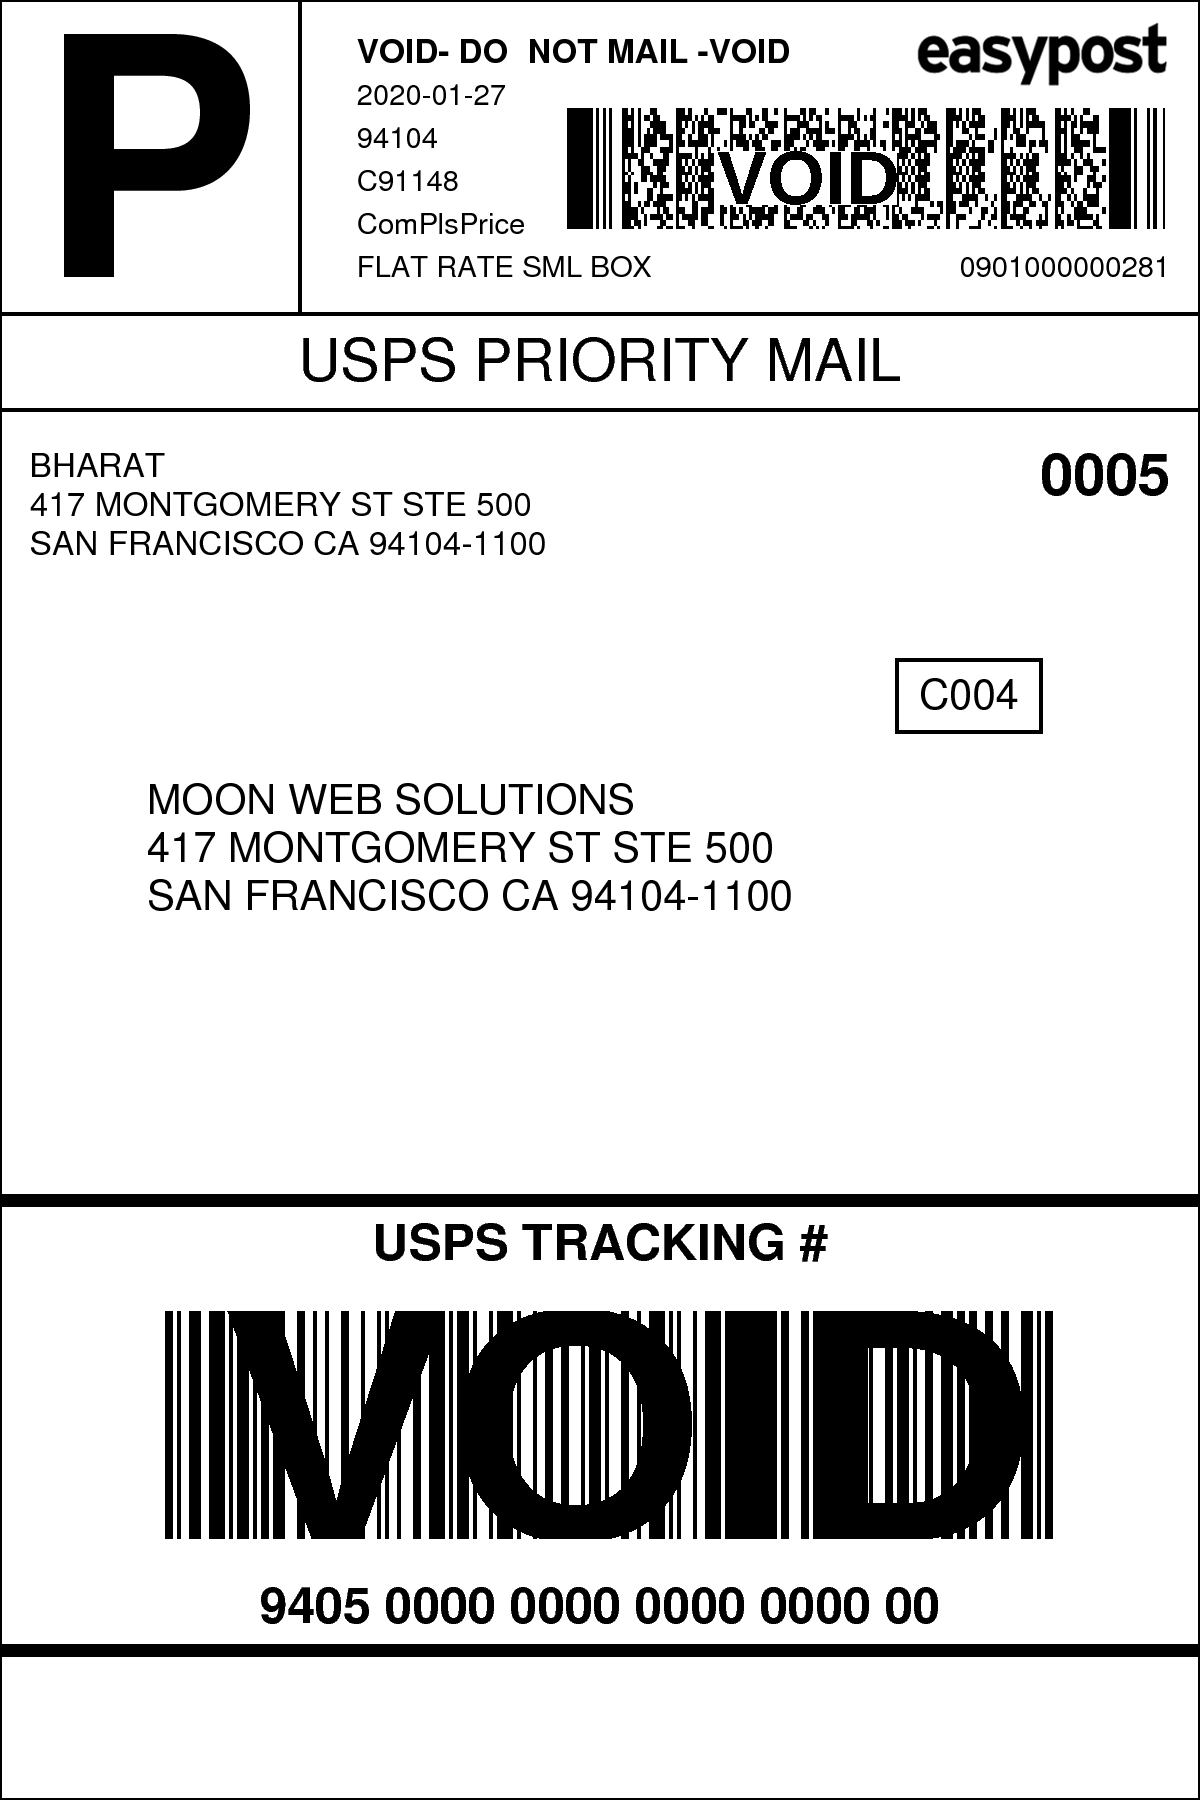 P
VOID- DO NOT MAIL -VOID
easypost
2020-01-27
94104
C91148
ComPlsPrice
VOID
FLAT RATE SML BOX
0901000000281
USPS PRIORITY MAIL
BHARAT
417 MONTGOMERY ST STE 500
SAN FRANCISCO CA 94104-1100
0005
C004
MOON WEB SOLUTIONS
417 MONTGOMERY ST STE 500
SAN FRANCISCO CA 94104-1100
USPS TRACKING #
VOID
9405 0000 0000 0000 0000 00